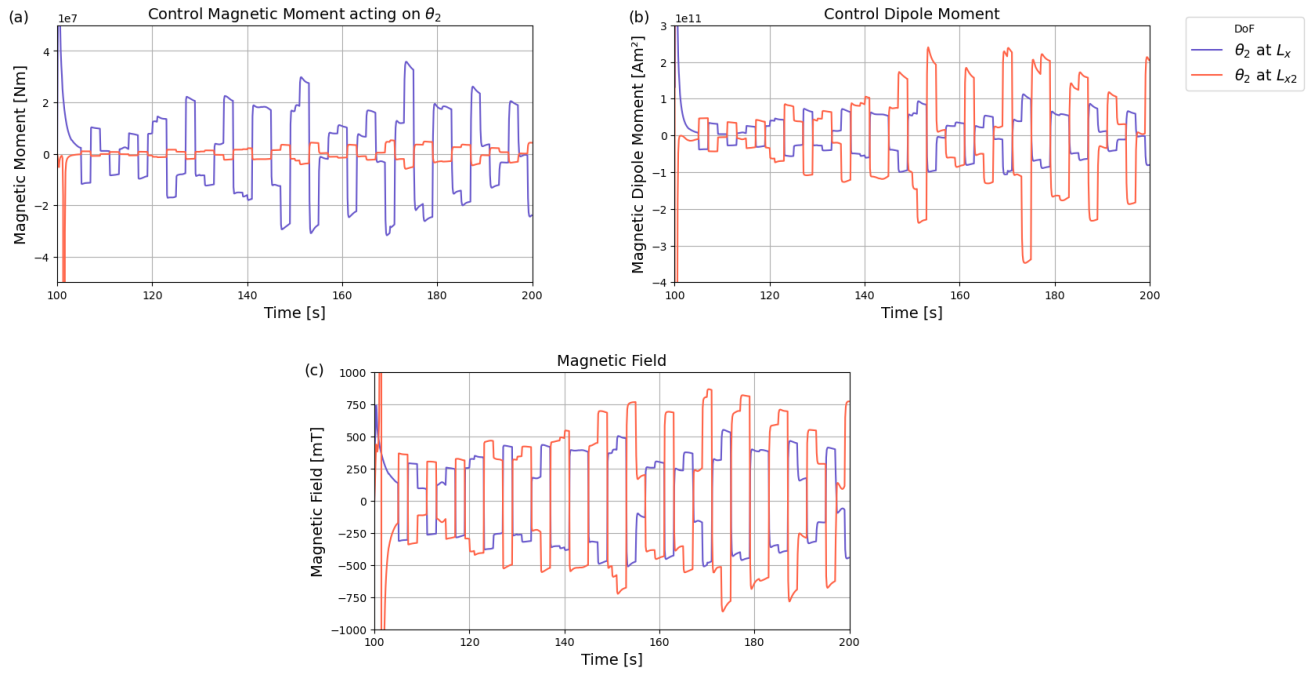 (a)
Control Magnetic Moment acting on θ₂
1e7
Magnetic Moment [Nm]
4
2
0
−2
−4
100
120
140
160
180
200
Time [s]
(b)
Control Dipole Moment
1e11
Magnetic Dipole Moment [Am²]
3
2
1
0
−1
−2
−3
−4
100
120
140
160
180
200
Time [s]
DoF
θ₂ at Lₓ
θ₂ at Lₓ₂
(c)
Magnetic Field
Magnetic Field [mT]
1000
750
500
250
0
−250
−500
−750
−1000
100
120
140
160
180
200
Time [s]